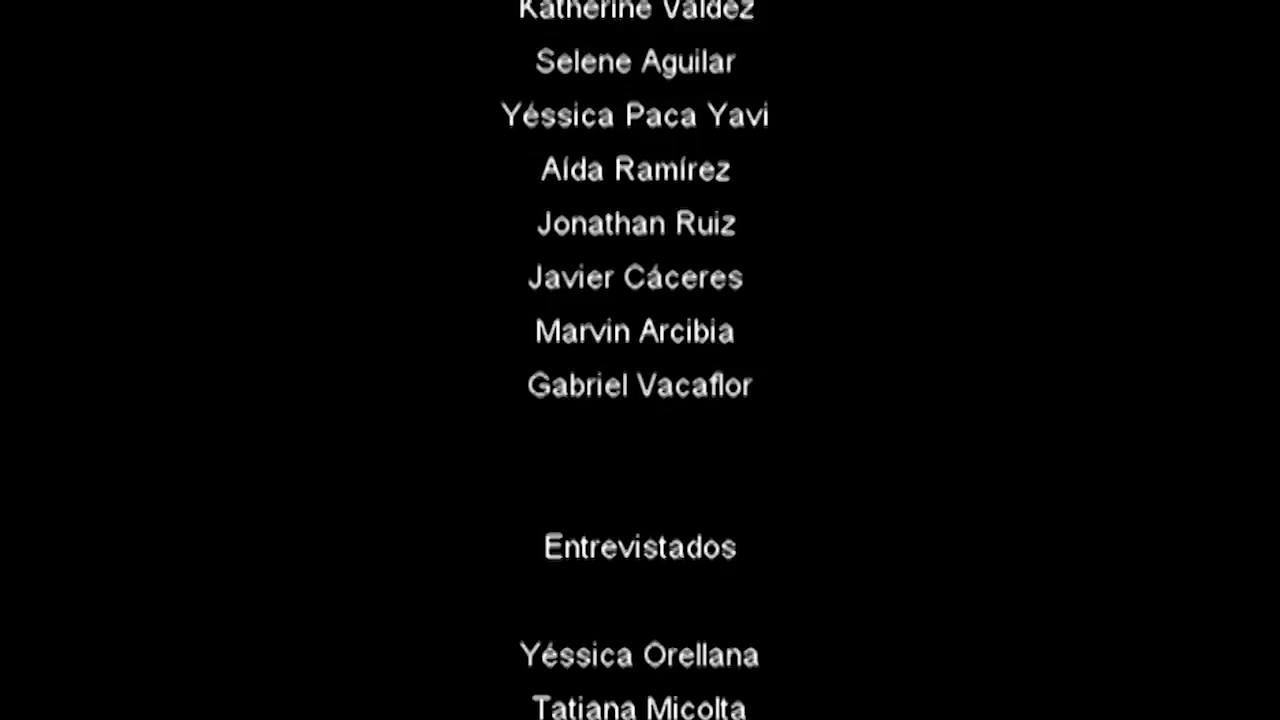 Katherine Valdez
Selene Aguilar
Yéssica Paca Yavi
Aída Ramírez
Jonathan Ruiz
Javier Cáceres
Marvin Arcibia
Gabriel Vacaflor
Entrevistados
Yéssica Orellana
Tatiana Micolta